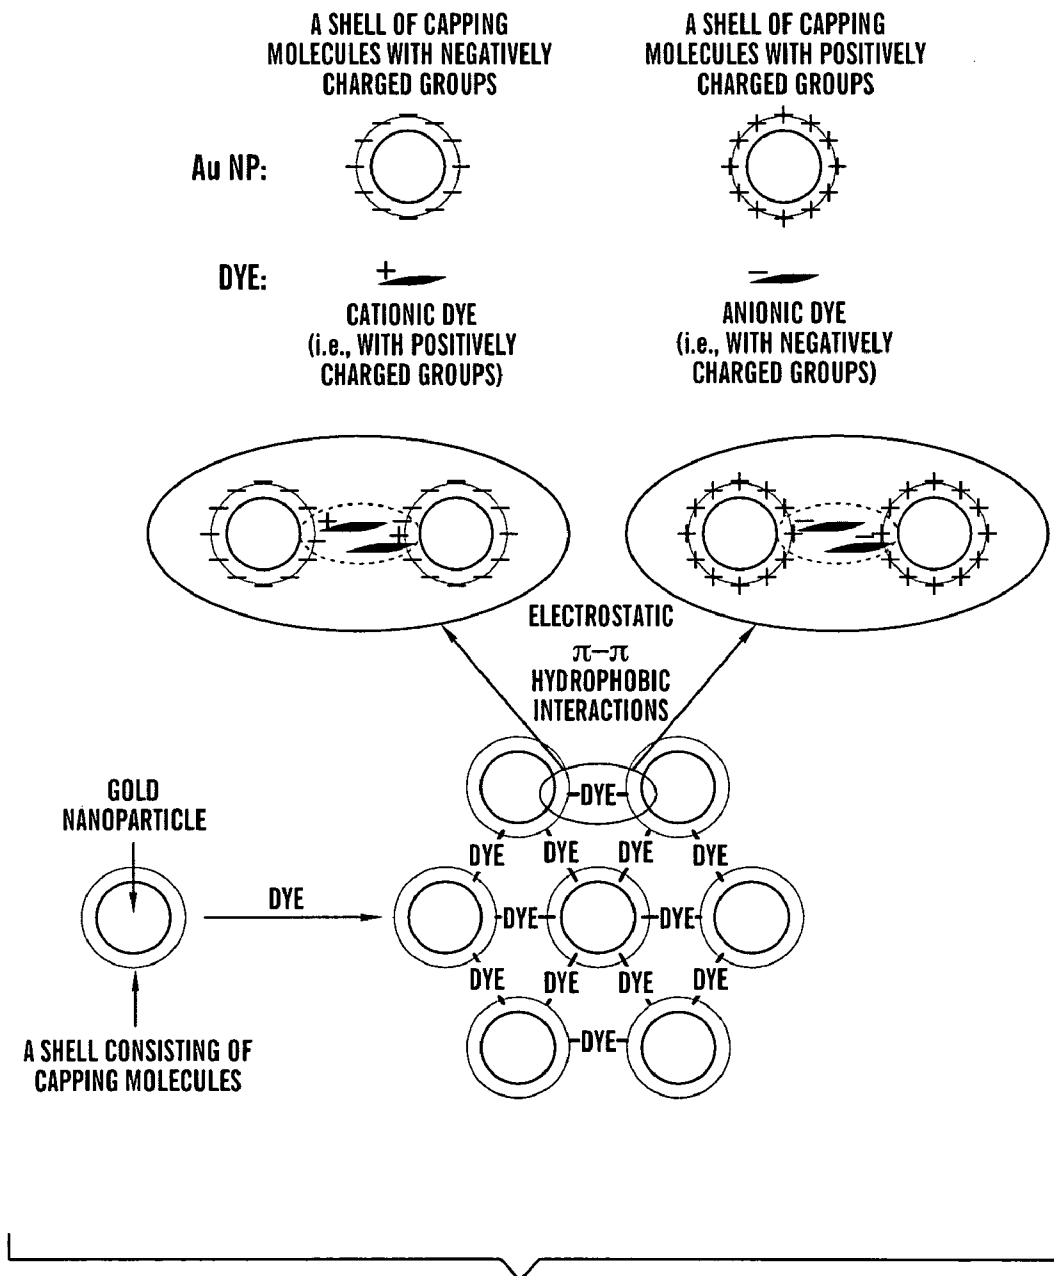 A SHELL OF CAPPING
MOLECULES WITH NEGATIVELY
CHARGED GROUPS
A SHELL OF CAPPING
MOLECULES WITH POSITIVELY
CHARGED GROUPS
Au NP:
DYE:
CATIONIC DYE
(i.e., WITH POSITIVELY
CHARGED GROUPS)
ANIONIC DYE
(i.e., WITH NEGATIVELY
CHARGED GROUPS)
ELECTROSTATIC
π–π
HYDROPHOBIC
INTERACTIONS
GOLD
NANOPARTICLE
DYE
A SHELL CONSISTING OF
CAPPING MOLECULES
-DYE-
DYE DYE DYE DYE
-DYE- -DYE-
DYE DYE DYE DYE
-DYE-